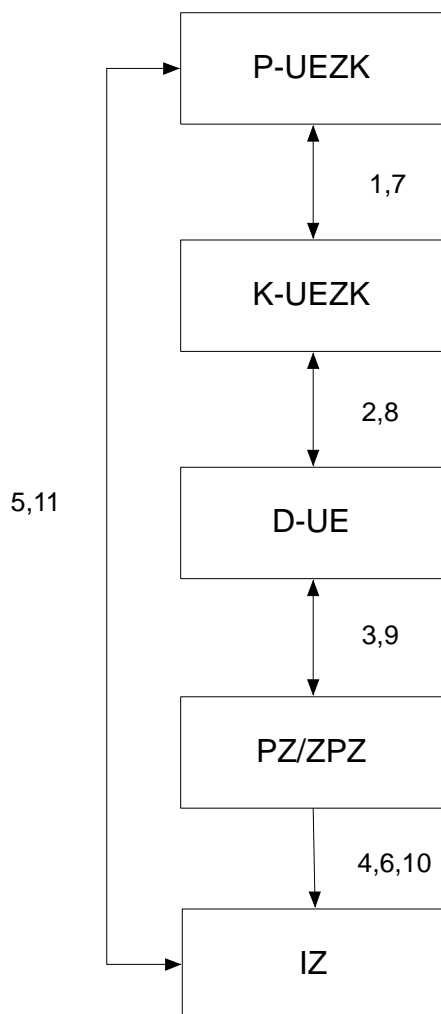 P-UEZK
1,7
K-UEZK
2,8
5,11
D-UE
3,9
PZ/ZPZ
4,6,10
IZ